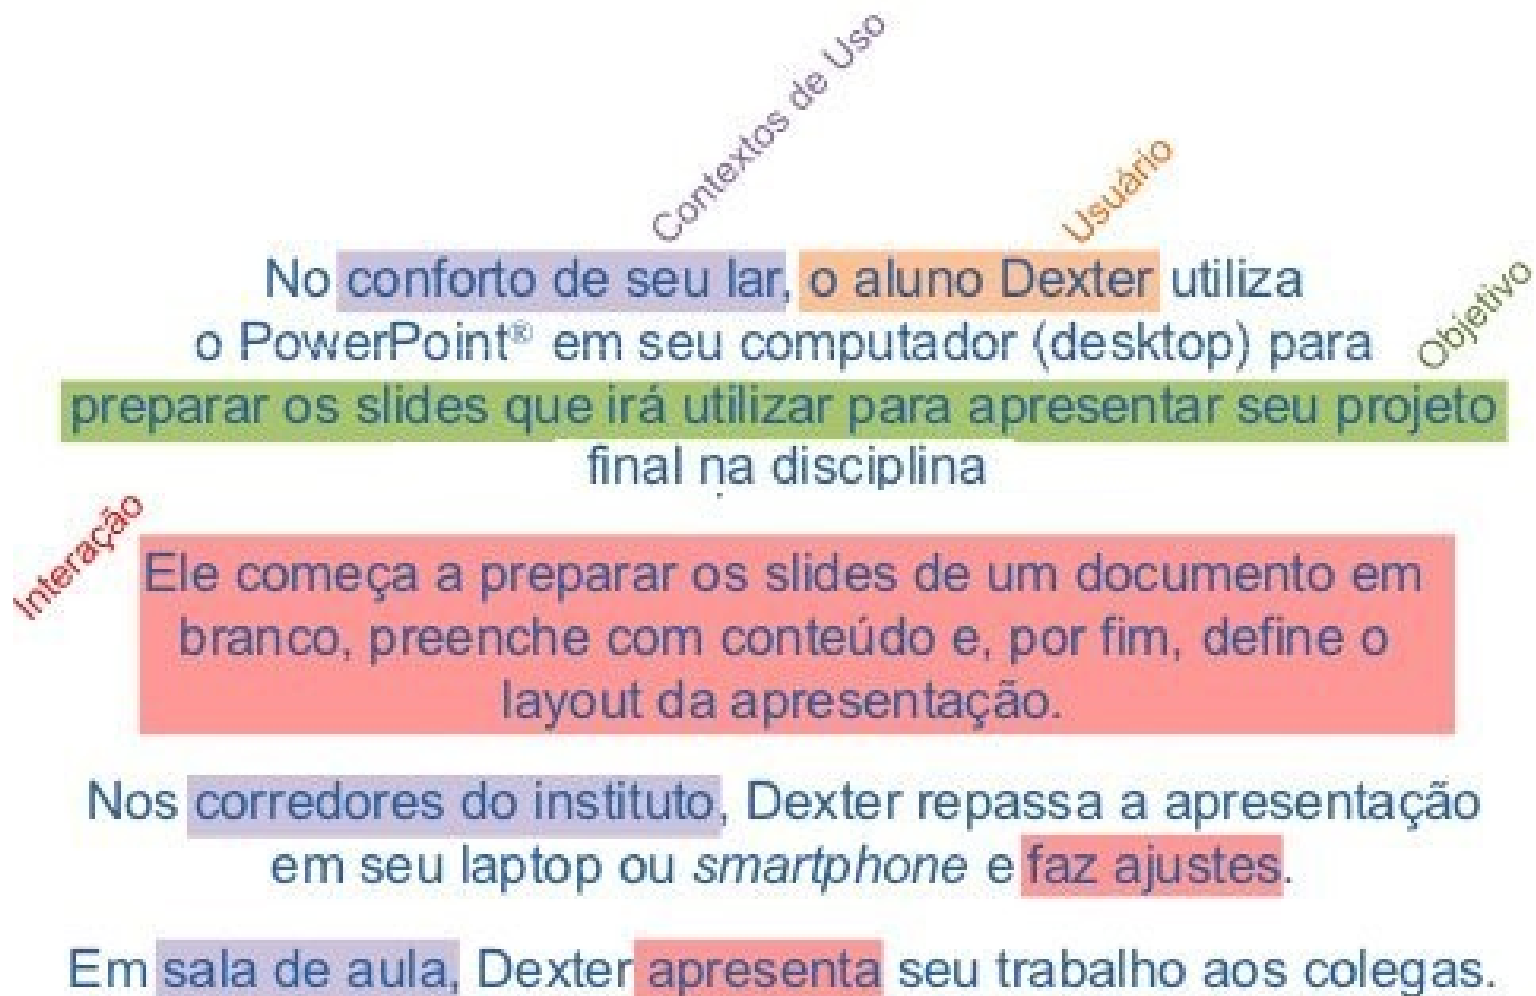 Contextos de Uso
Usuário
No conforto de seu lar, o aluno Dexter utiliza
o PowerPoint® em seu computador (desktop) para
Objetivo
preparar os slides que irá utilizar para apresentar seu projeto
final na disciplina
Interação
Ele começa a preparar os slides de um documento em
branco, preenche com conteúdo e, por fim, define o
layout da apresentação.
Nos corredores do instituto, Dexter repassa a apresentação
em seu laptop ou smartphone e faz ajustes.
Em sala de aula, Dexter apresenta seu trabalho aos colegas.